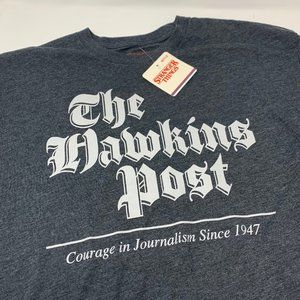 STRANGER
THINGS
The
Hawkins
Post
Courage in Journalism Since 1947